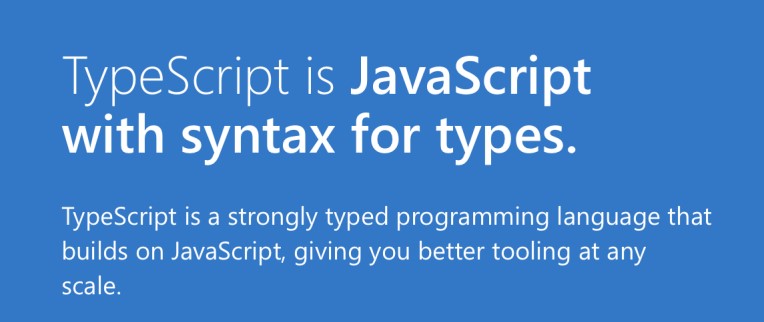 TypeScript is JavaScript
with syntax for types.
TypeScript is a strongly typed programming language that
builds on JavaScript, giving you better tooling at any
scale.